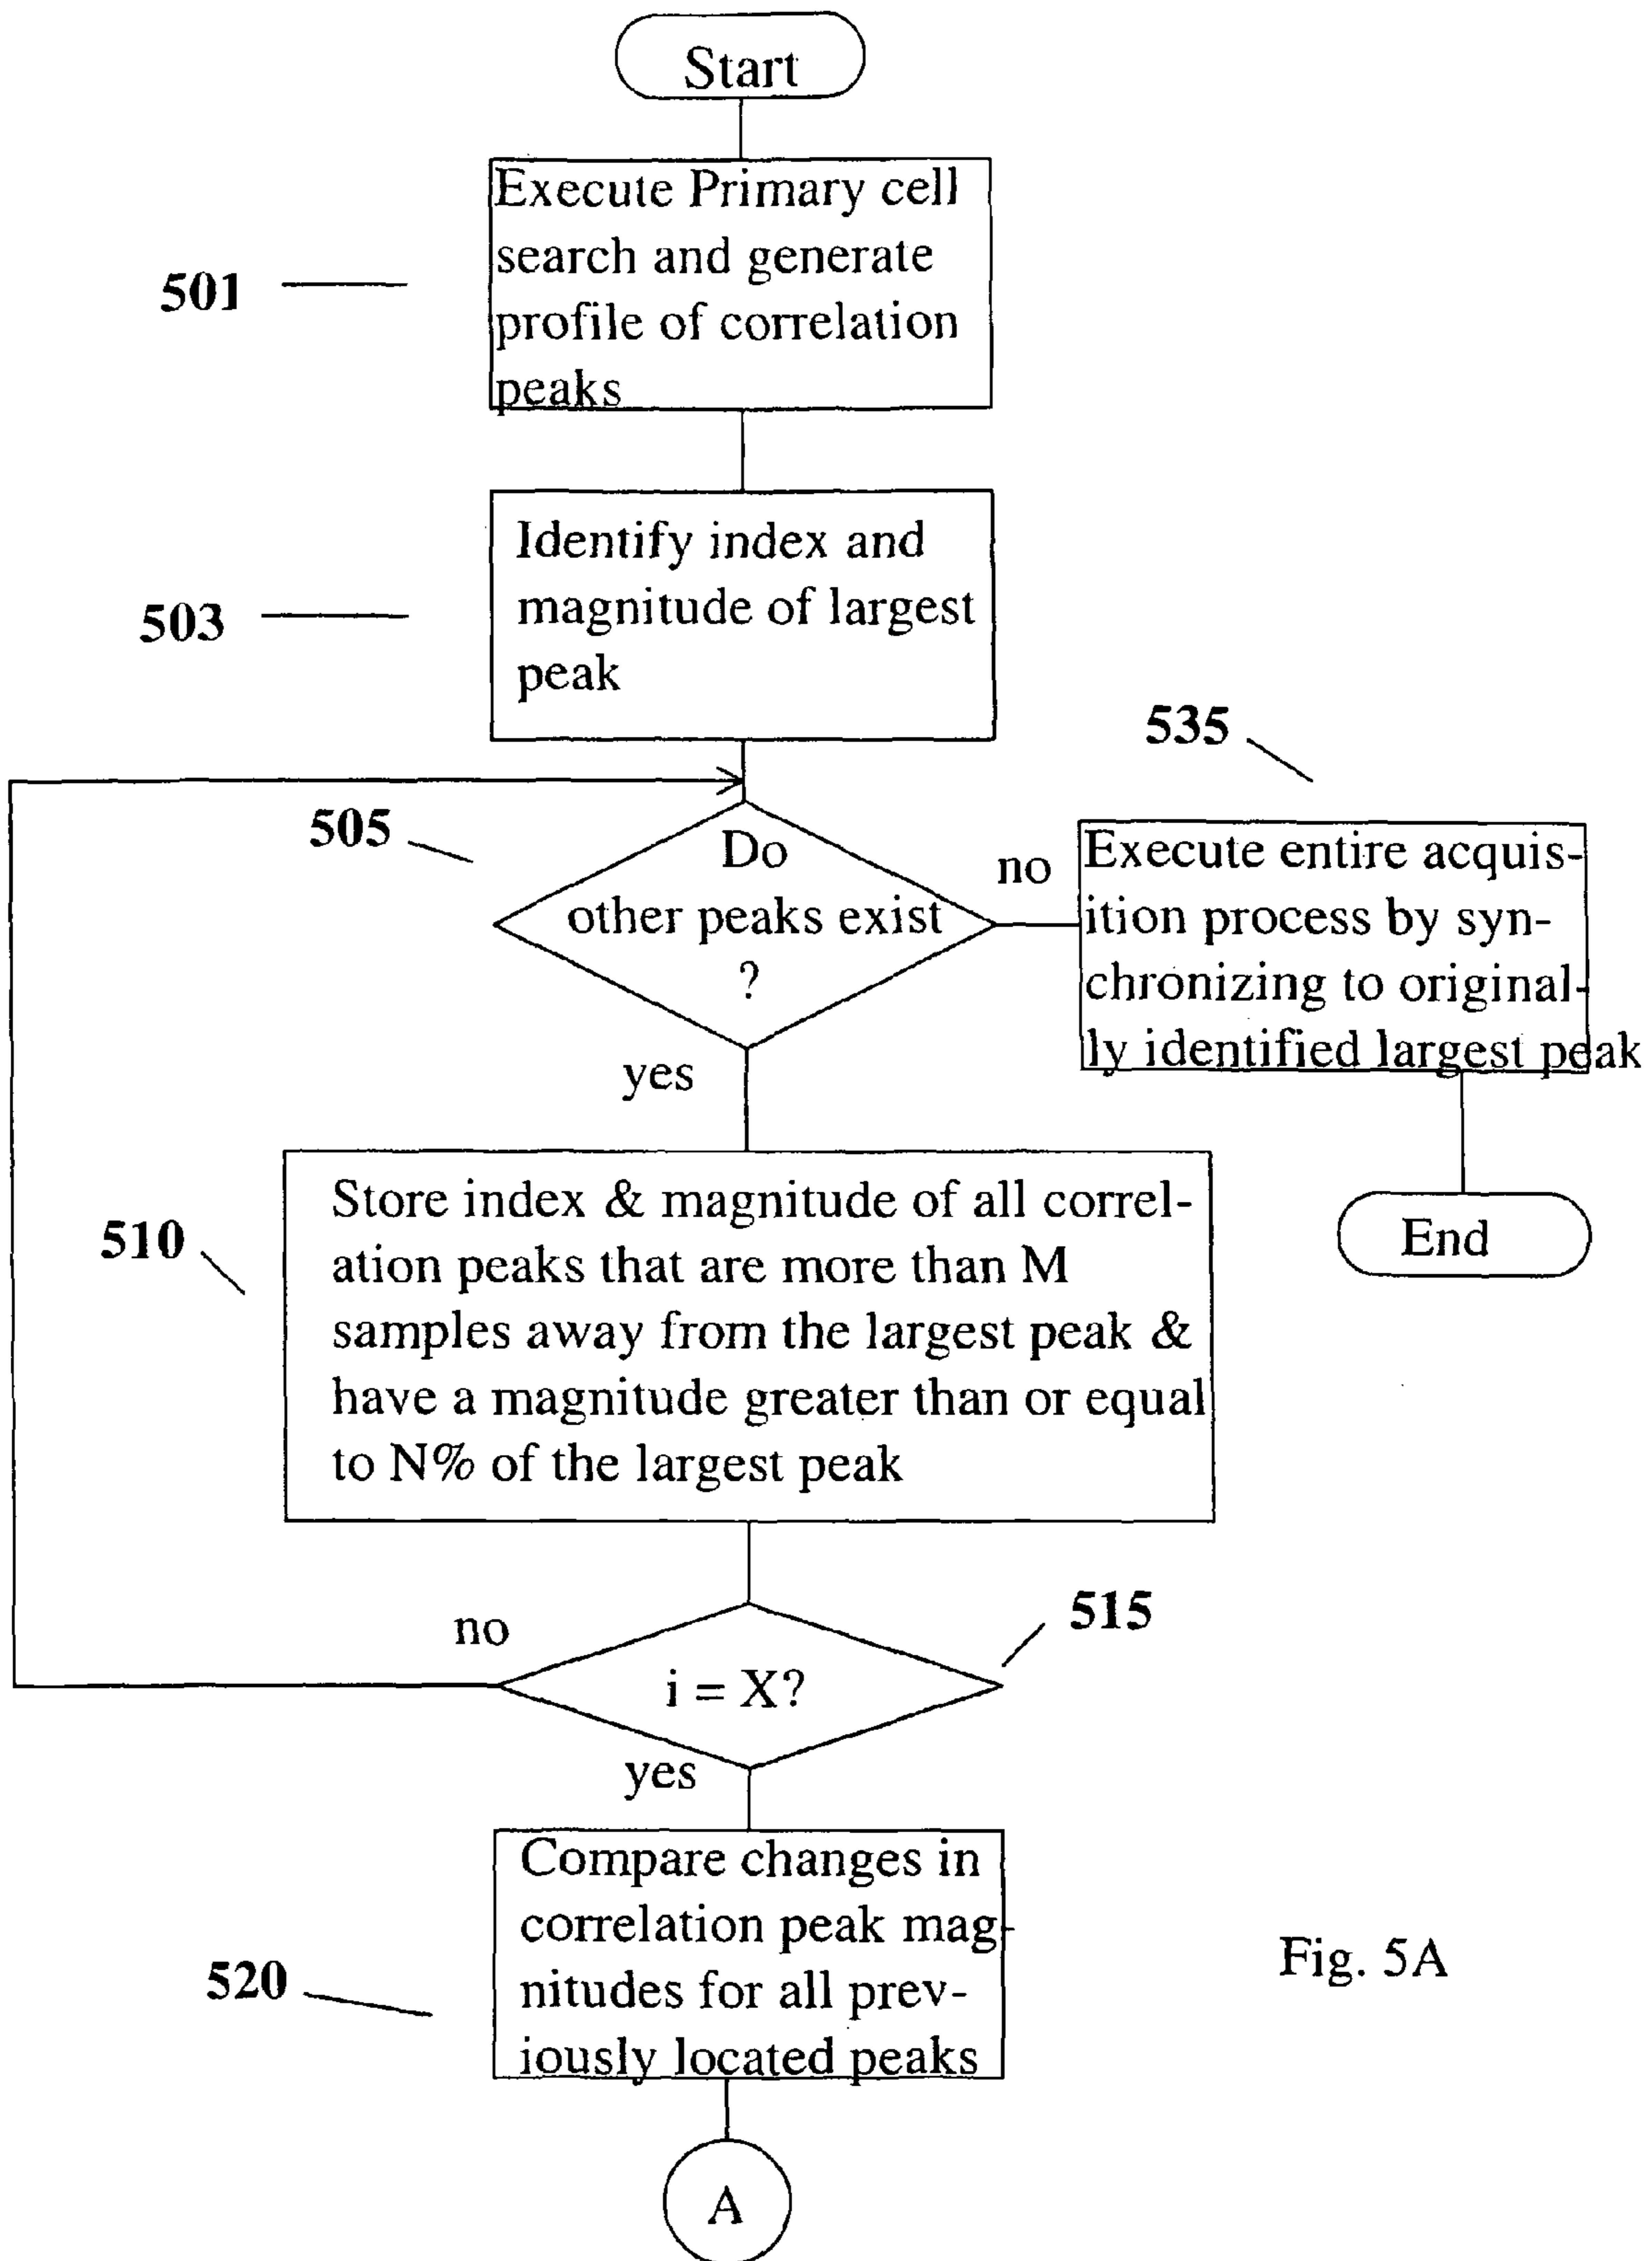 Start
Execute Primary cell
search and generate
profile of correlation
peaks
501
Identify index and
magnitude of largest
peak
503
535
505
Do
other peaks exist
?
no
Execute entire acquis-
ition process by syn-
chronizing to original-
ly identified largest peak
yes
End
510
Store index & magnitude of all correl-
ation peaks that are more than M
samples away from the largest peak &
have a magnitude greater than or equal
to N% of the largest peak
no
515
i = X?
yes
Compare changes in
correlation peak mag-
nitudes for all prev-
iously located peaks
520
Fig. 5A
A